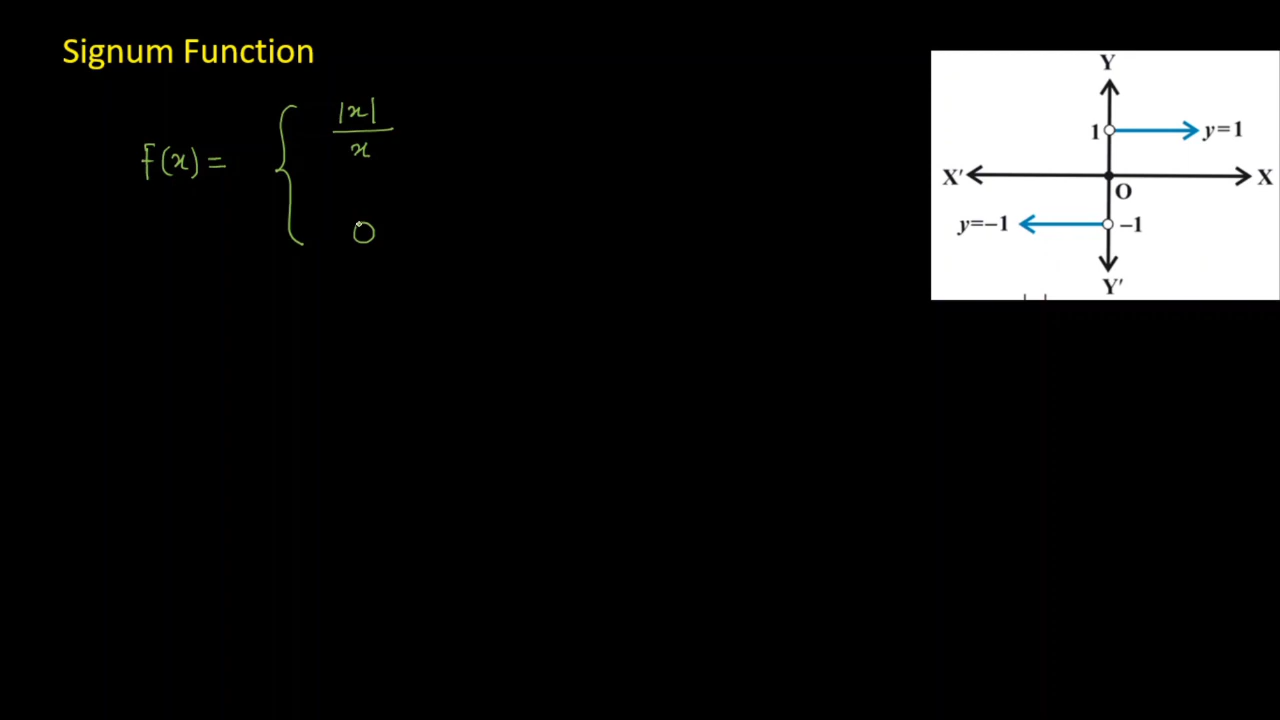 Signum Function
f(x) = { |x| / x
0
Y
1 y=1
X′ X
O
y=–1 –1
Y′